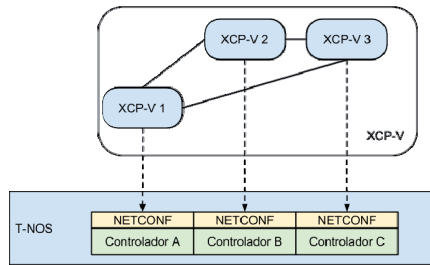 XCP-V 2
XCP-V 3
XCP-V 1
XCP-V
T-NOS
NETCONF NETCONF NETCONF
Controlador A Controlador B Controlador C